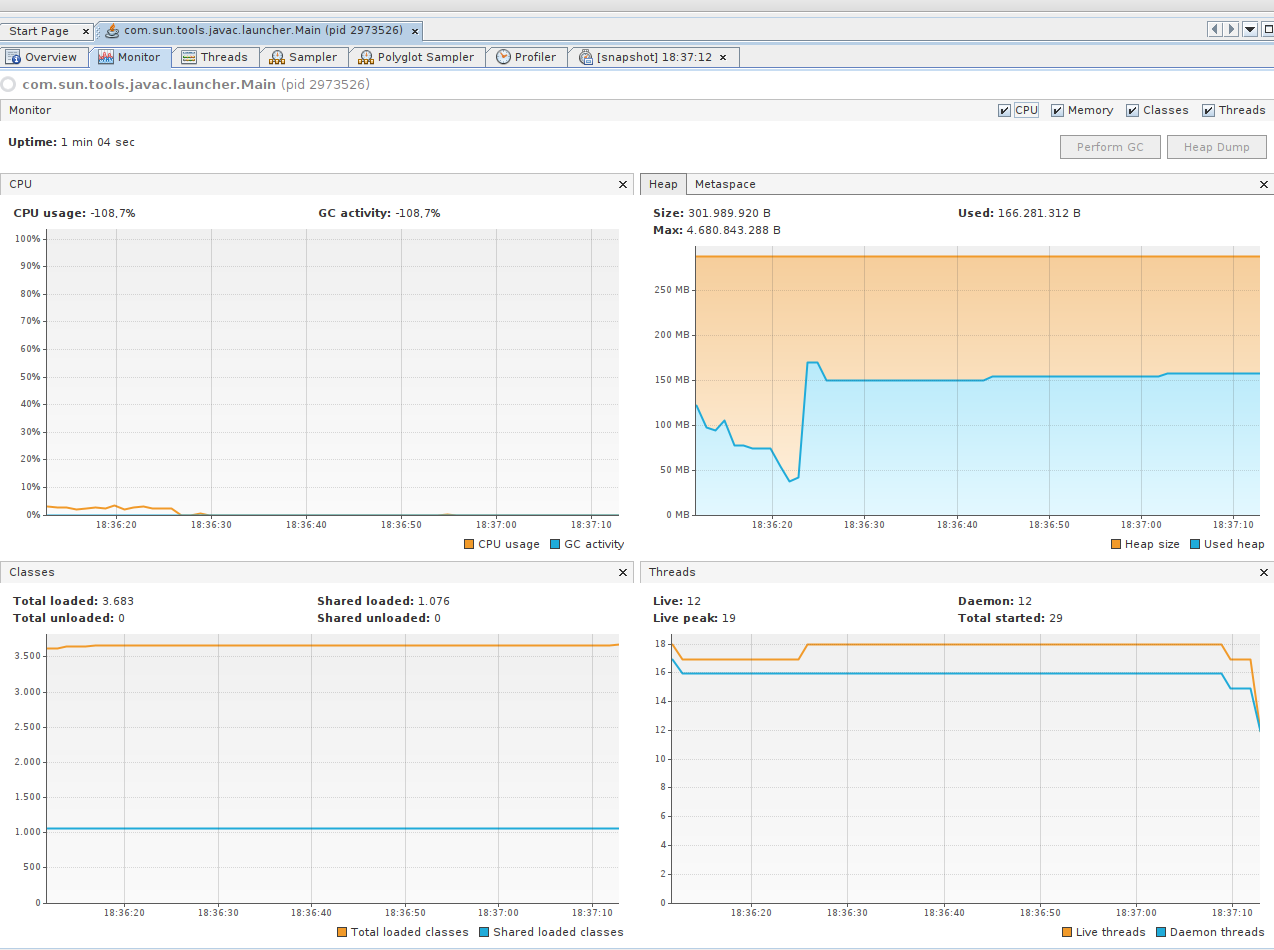 Start Page × com.sun.tools.javac.launcher.Main (pid 2973526) ×
Overview Monitor Threads Sampler Polyglot Sampler Profiler [snapshot] 18:37:12 ×
com.sun.tools.javac.launcher.Main (pid 2973526)
Monitor CPU Memory Classes Threads
Uptime: 1 min 04 sec
Perform GC Heap Dump
CPU
CPU usage: -108,7% GC activity: -108,7%
100%
90%
80%
70%
60%
50%
40%
30%
20%
10%
0%
18:36:20 18:36:30 18:36:40 18:36:50 18:37:00 18:37:10
CPU usage GC activity
Heap Metaspace
Size: 301.989.920 B Used: 166.281.312 B
Max: 4.680.843.288 B
250 MB
200 MB
150 MB
100 MB
50 MB
0 MB
18:36:20 18:36:30 18:36:40 18:36:50 18:37:00 18:37:10
Heap size Used heap
Classes
Total loaded: 3.683 Shared loaded: 1.076
Total unloaded: 0 Shared unloaded: 0
3.500
3.000
2.500
2.000
1.500
1.000
500
0
18:36:20 18:36:30 18:36:40 18:36:50 18:37:00 18:37:10
Total loaded classes Shared loaded classes
Threads
Live: 12 Daemon: 12
Live peak: 19 Total started: 29
18
16
14
12
10
8
6
4
2
0
18:36:20 18:36:30 18:36:40 18:36:50 18:37:00 18:37:10
Live threads Daemon threads